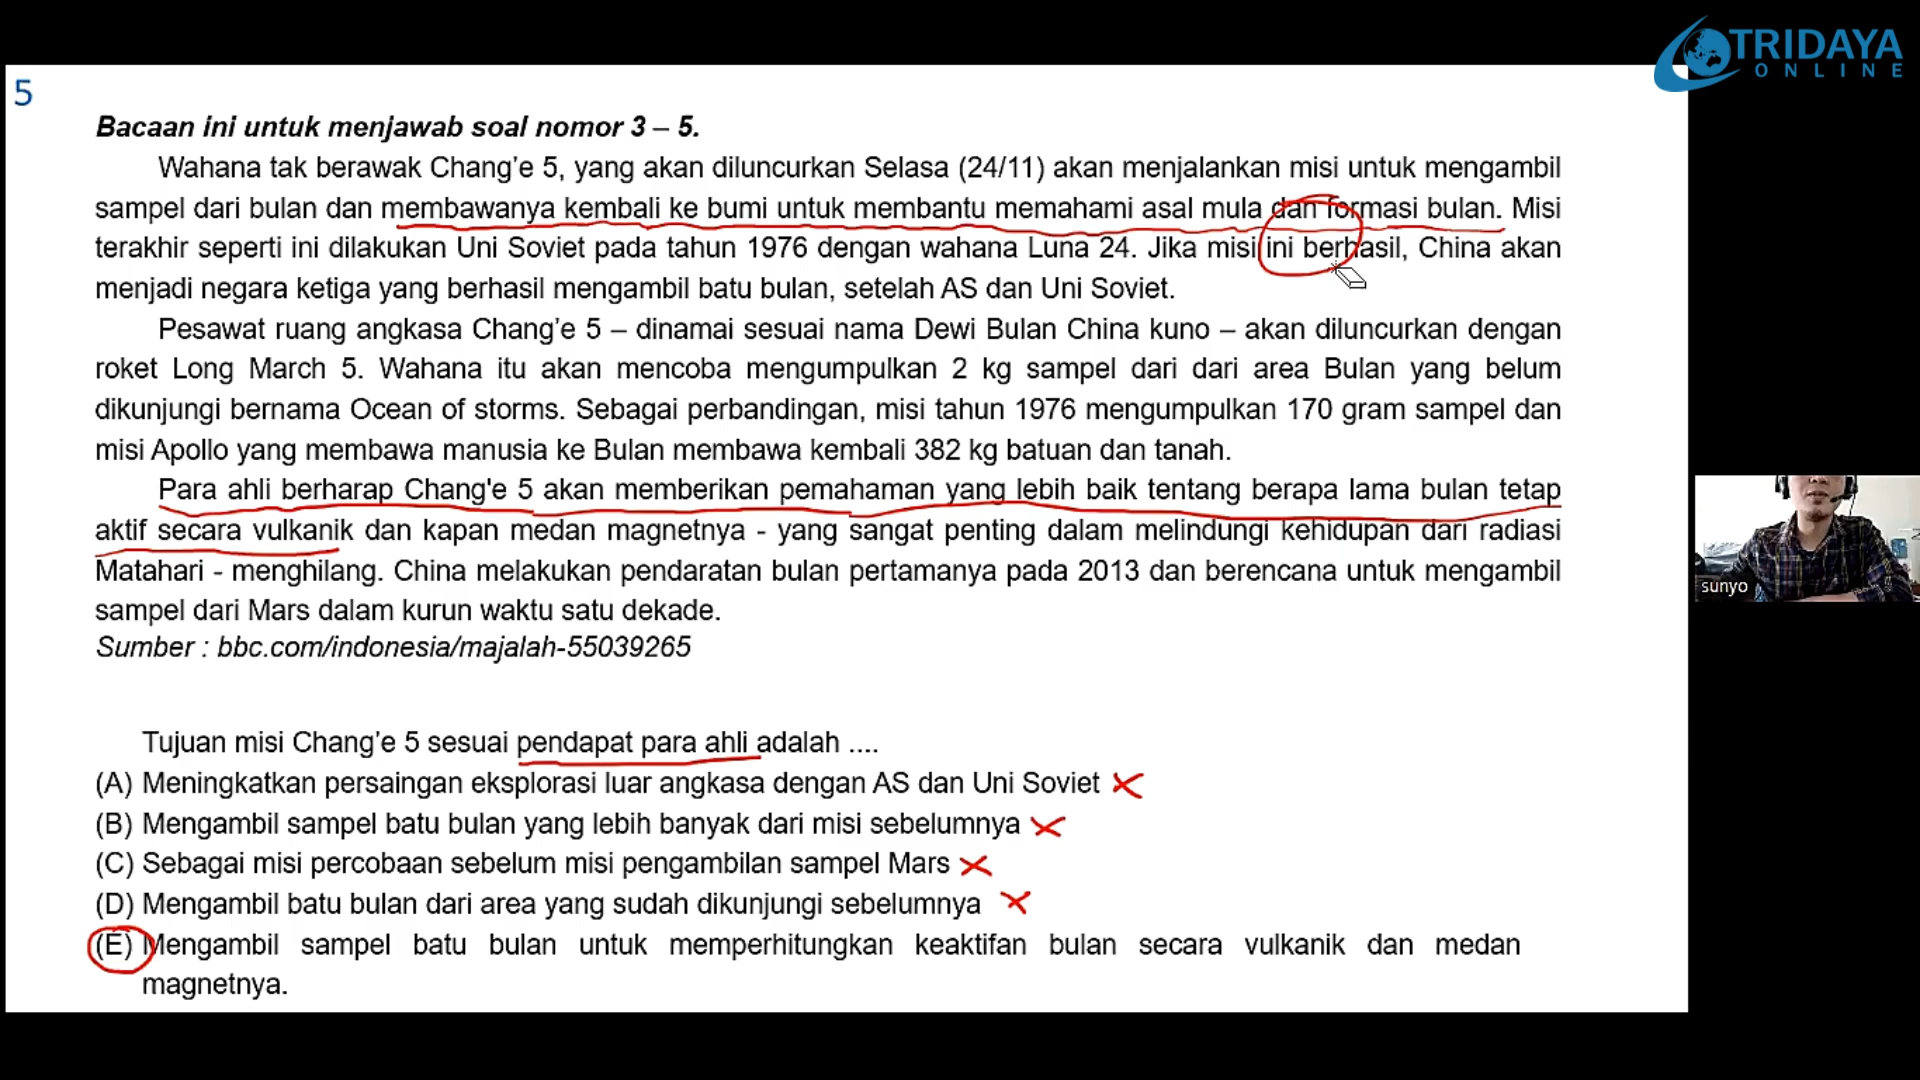 TRIDAYA
ONLINE
5
Bacaan ini untuk menjawab soal nomor 3 – 5.
Wahana tak berawak Chang’e 5, yang akan diluncurkan Selasa (24/11) akan menjalankan misi untuk mengambil
sampel dari bulan dan membawanya kembali ke bumi untuk membantu memahami asal mula dan formasi bulan. Misi
terakhir seperti ini dilakukan Uni Soviet pada tahun 1976 dengan wahana Luna 24. Jika misi ini berhasil, China akan
menjadi negara ketiga yang berhasil mengambil batu bulan, setelah AS dan Uni Soviet.
Pesawat ruang angkasa Chang’e 5 – dinamai sesuai nama Dewi Bulan China kuno – akan diluncurkan dengan
roket Long March 5. Wahana itu akan mencoba mengumpulkan 2 kg sampel dari dari area Bulan yang belum
dikunjungi bernama Ocean of storms. Sebagai perbandingan, misi tahun 1976 mengumpulkan 170 gram sampel dan
misi Apollo yang membawa manusia ke Bulan membawa kembali 382 kg batuan dan tanah.
Para ahli berharap Chang'e 5 akan memberikan pemahaman yang lebih baik tentang berapa lama bulan tetap
aktif secara vulkanik dan kapan medan magnetnya - yang sangat penting dalam melindungi kehidupan dari radiasi
Matahari - menghilang. China melakukan pendaratan bulan pertamanya pada 2013 dan berencana untuk mengambil
sampel dari Mars dalam kurun waktu satu dekade.
Sumber : bbc.com/indonesia/majalah-55039265
sunyo
Tujuan misi Chang’e 5 sesuai pendapat para ahli adalah ....
(A) Meningkatkan persaingan eksplorasi luar angkasa dengan AS dan Uni Soviet
(B) Mengambil sampel batu bulan yang lebih banyak dari misi sebelumnya
(C) Sebagai misi percobaan sebelum misi pengambilan sampel Mars
(D) Mengambil batu bulan dari area yang sudah dikunjungi sebelumnya
(E) Mengambil sampel batu bulan untuk memperhitungkan keaktifan bulan secara vulkanik dan medan
magnetnya.